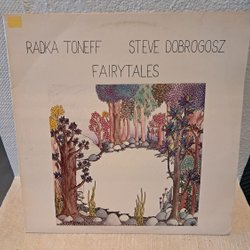 RADKA TONEFF STEVE DOBROGOSZ
FAIRYTALES